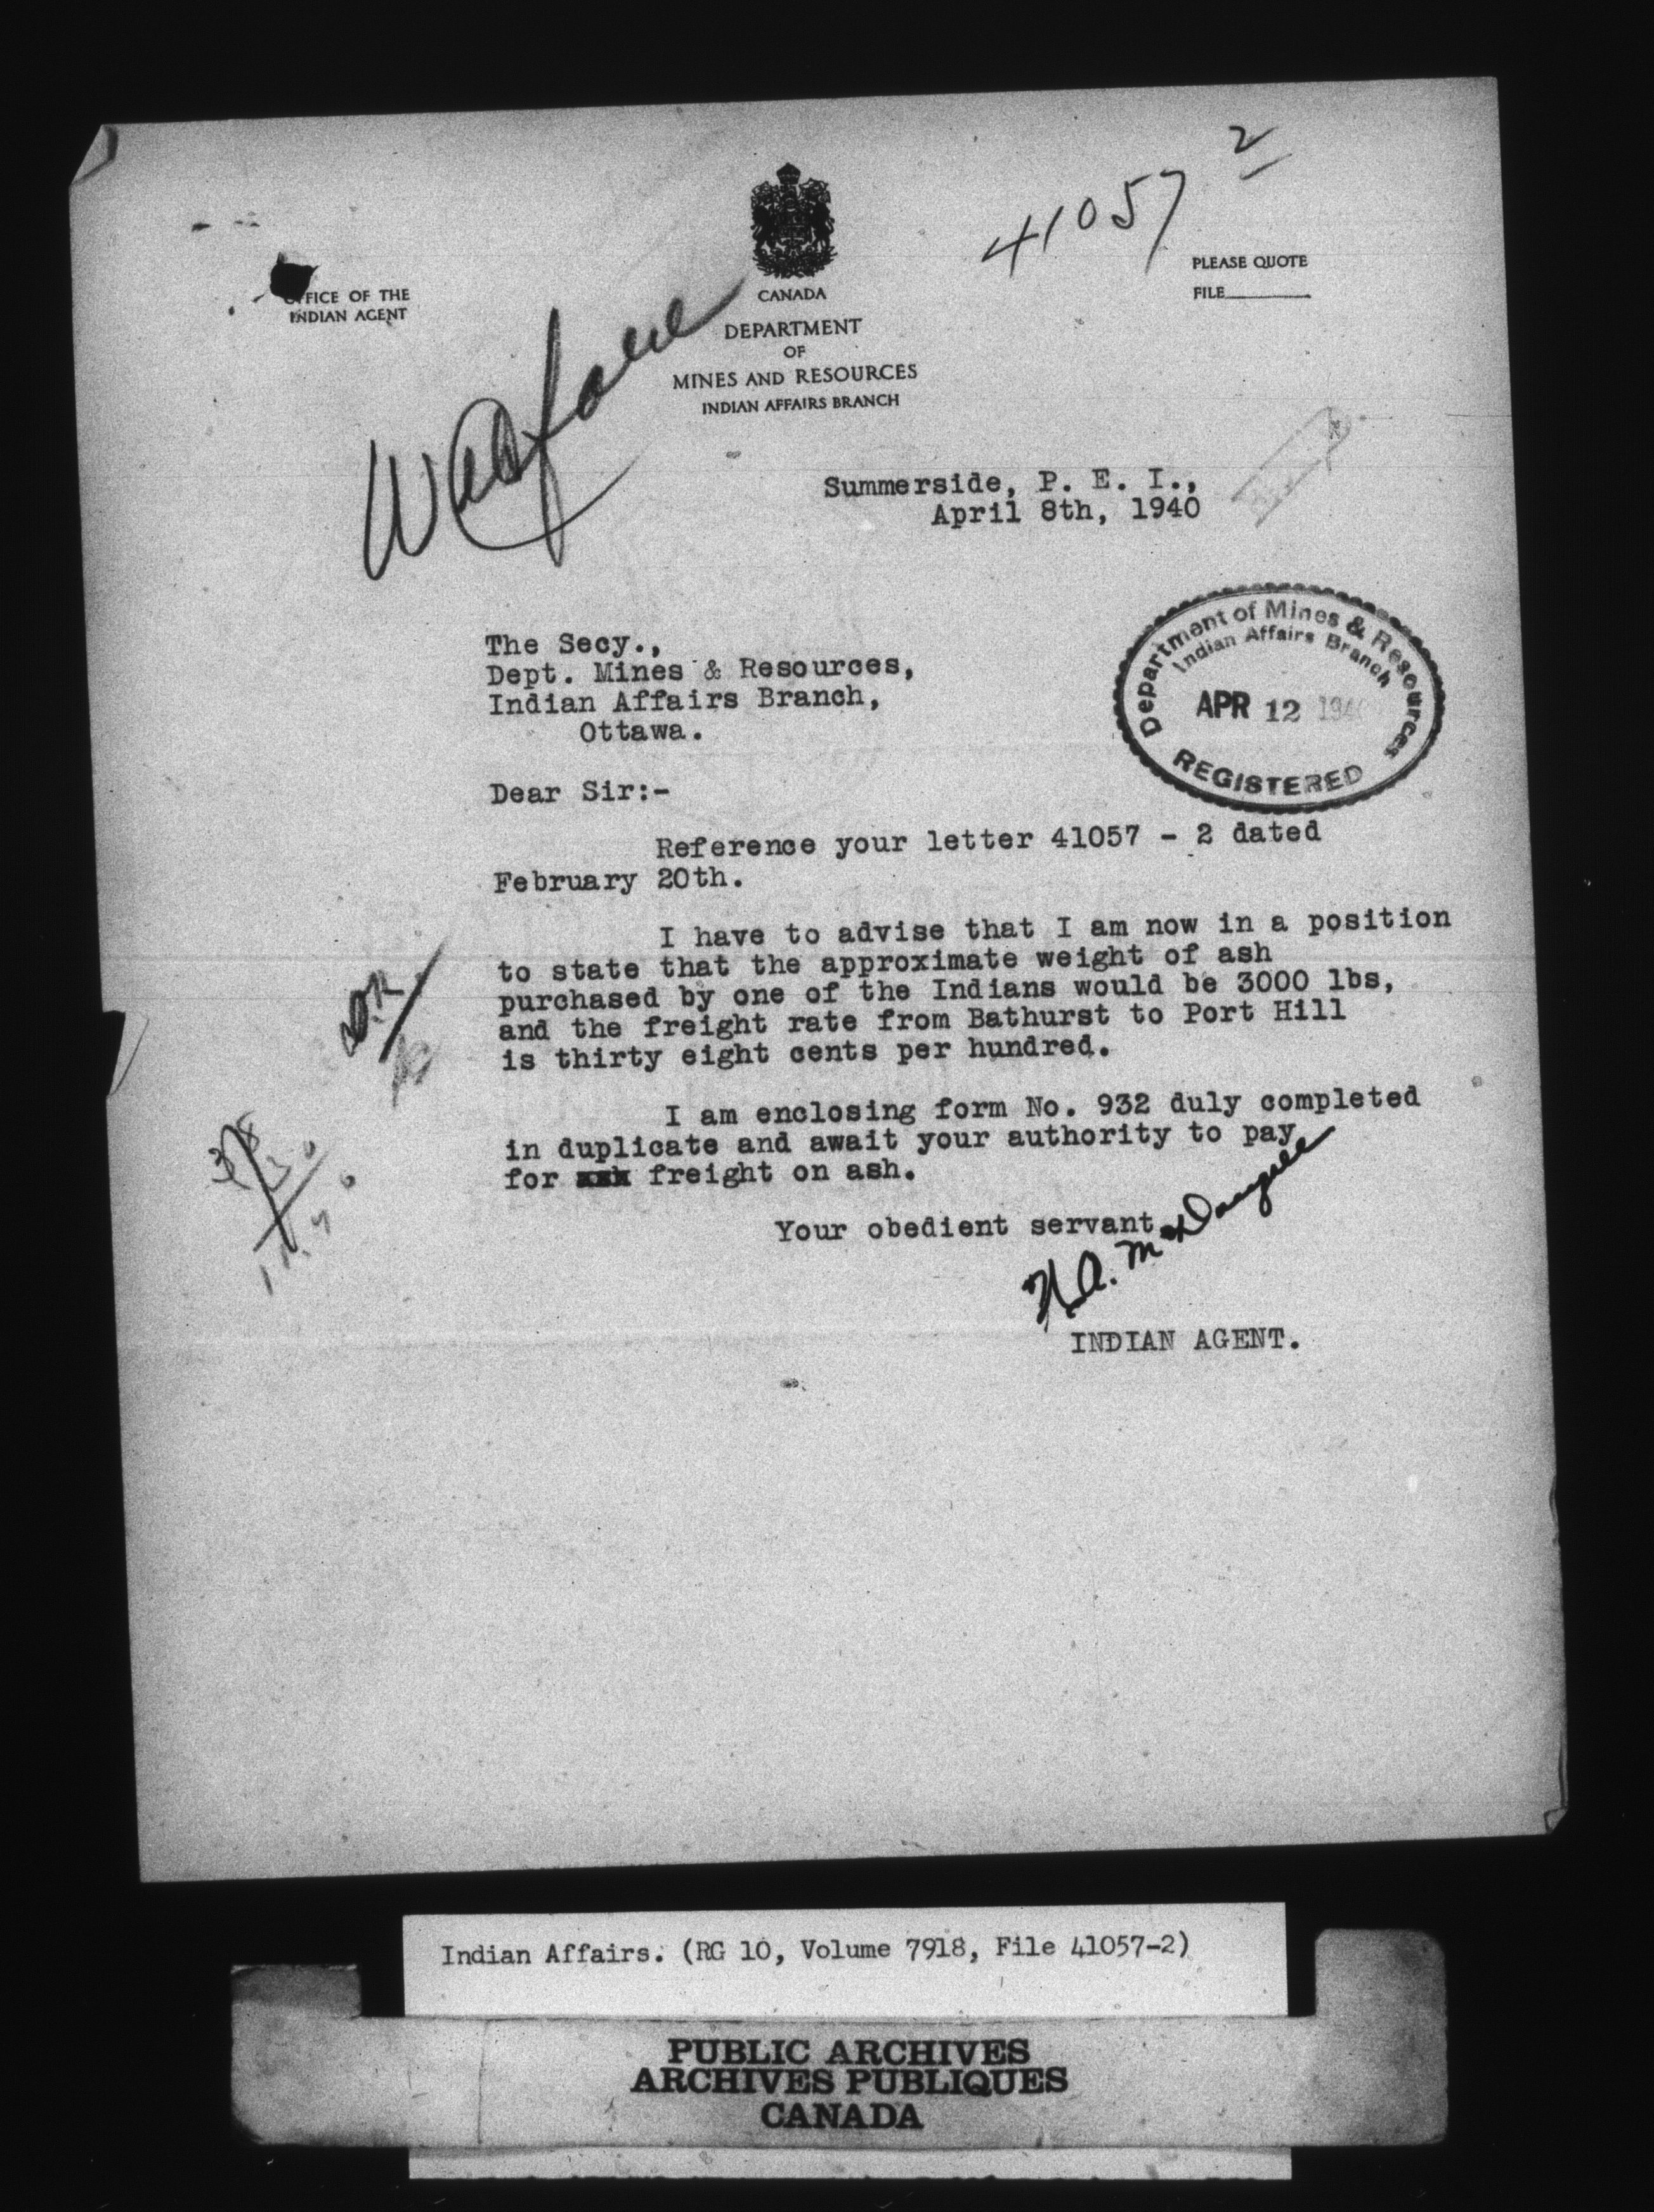 41057 2
OFFICE OF THE
INDIAN AGENT
CANADA
DEPARTMENT
OF
MINES AND RESOURCES
INDIAN AFFAIRS BRANCH
PLEASE QUOTE
FILE
Welfare
Summerside, P. E. I.,
April 8th, 1940
Department of Mines & Resources
Indian Affairs Branch
APR 12 1940
REGISTERED
The Secy.,
Dept. Mines & Resources,
Indian Affairs Branch,
Ottawa.
Dear Sir:-
Reference your letter 41057 - 2 dated
February 20th.
I have to advise that I am now in a position
to state that the approximate weight of ash
purchased by one of the Indians would be 3000 lbs,
and the freight rate from Bathurst to Port Hill
is thirty eight cents per hundred.
I am enclosing form No. 932 duly completed
in duplicate and await your authority to pay
for freight on ash.
Your obedient servant
INDIAN AGENT.
Indian Affairs. (RG 10, Volume 7918, File 41057-2)
PUBLIC ARCHIVES
ARCHIVES PUBLIQUES
CANADA